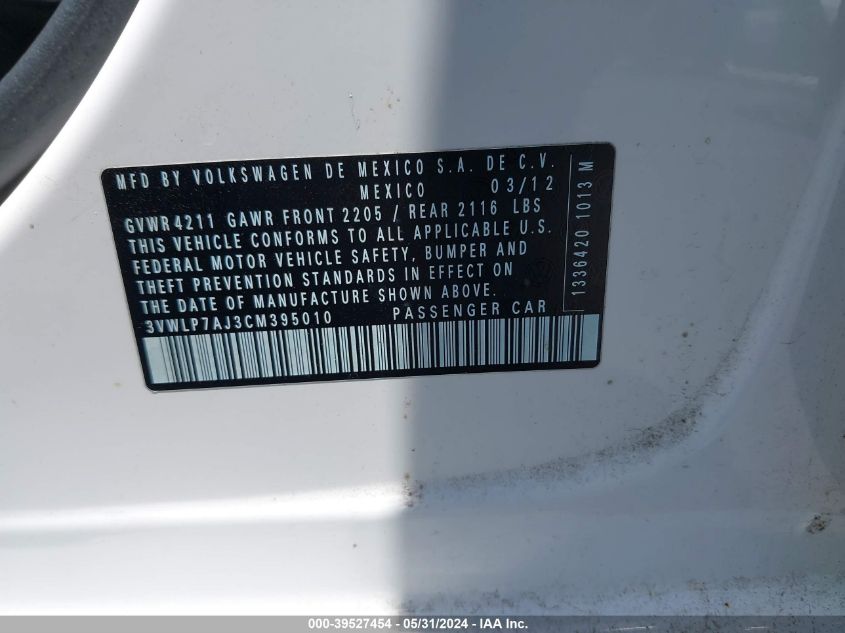 MFD BY VOLKSWAGEN DE MEXICO S.A. DE C.V.
MEXICO 03/12
GVWR 4211 GAWR FRONT 2205 / REAR 2116 LBS
THIS VEHICLE CONFORMS TO ALL APPLICABLE U.S.
FEDERAL MOTOR VEHICLE SAFETY, BUMPER AND
THEFT PREVENTION STANDARDS IN EFFECT ON
THE DATE OF MANUFACTURE SHOWN ABOVE.
3VWLP7AJ3CM395010 PASSENGER CAR
1336420 1013 M
000-39527454 - 05/31/2024 - IAA Inc.